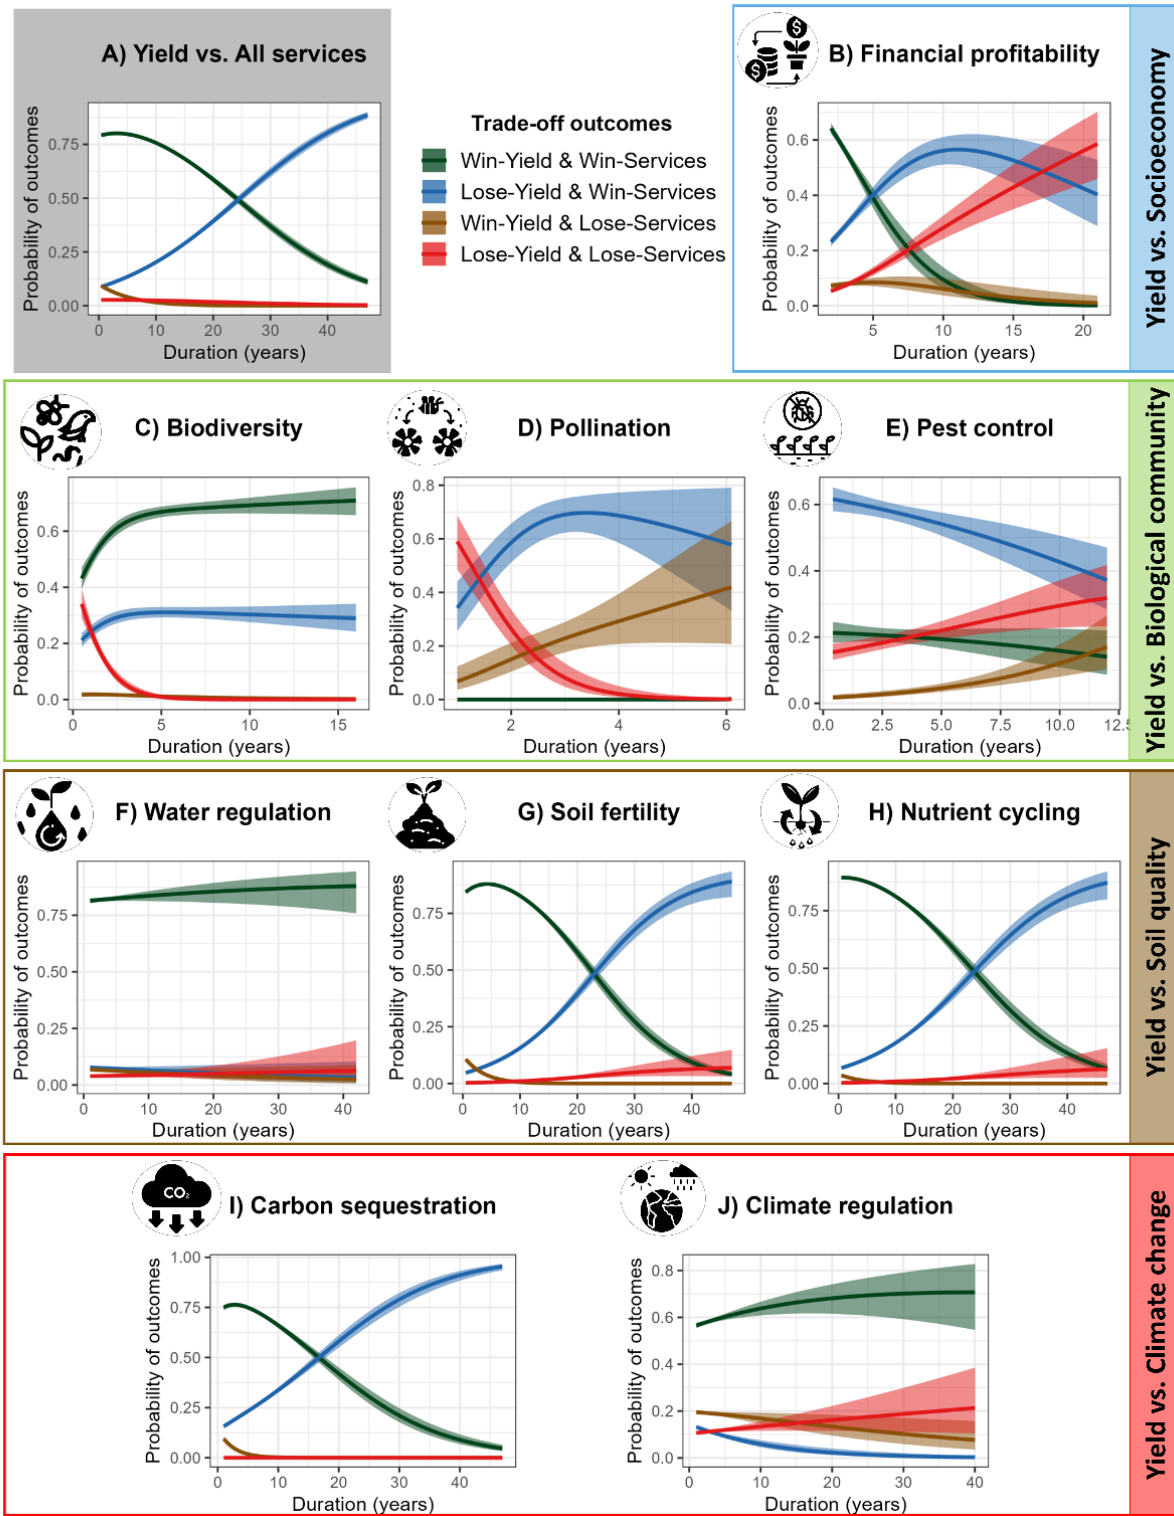 A) Yield vs. All services
Probability of outcomes
0.75
0.50
0.25
0.00
0 10 20 30 40
Duration (years)
Trade-off outcomes
Win-Yield & Win-Services
Lose-Yield & Win-Services
Win-Yield & Lose-Services
Lose-Yield & Lose-Services
B) Financial profitability
Probability of outcomes
0.6
0.4
0.2
0.0
5 10 15 20
Duration (years)
Yield vs. Socioeconomy
C) Biodiversity
Probability of outcomes
0.6
0.4
0.2
0.0
0 5 10 15
Duration (years)
D) Pollination
Probability of outcomes
0.8
0.6
0.4
0.2
0.0
2 4 6
Duration (years)
E) Pest control
Probability of outcomes
0.6
0.4
0.2
0.0
0.0 2.5 5.0 7.5 10.0 12.5
Duration (years)
Yield vs. Biological community
F) Water regulation
Probability of outcomes
0.75
0.50
0.25
0.00
0 10 20 30 40
Duration (years)
G) Soil fertility
Probability of outcomes
0.75
0.50
0.25
0.00
0 10 20 30 40
Duration (years)
H) Nutrient cycling
Probability of outcomes
0.75
0.50
0.25
0.00
0 10 20 30 40
Duration (years)
Yield vs. Soil quality
CO₂
I) Carbon sequestration
Probability of outcomes
1.00
0.75
0.50
0.25
0.00
0 10 20 30 40
Duration (years)
J) Climate regulation
Probability of outcomes
0.8
0.6
0.4
0.2
0.0
0 10 20 30 40
Duration (years)
Yield vs. Climate change